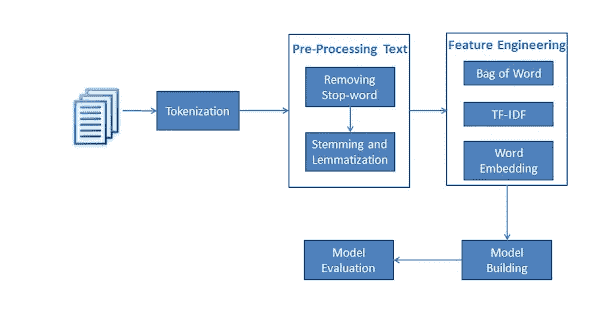 Pre-Processing Text
Feature Engineering
Tokenization
Removing
Stop-word
Stemming and
Lemmatization
Bag of Word
TF-IDF
Word
Embedding
Model
Building
Model
Evaluation